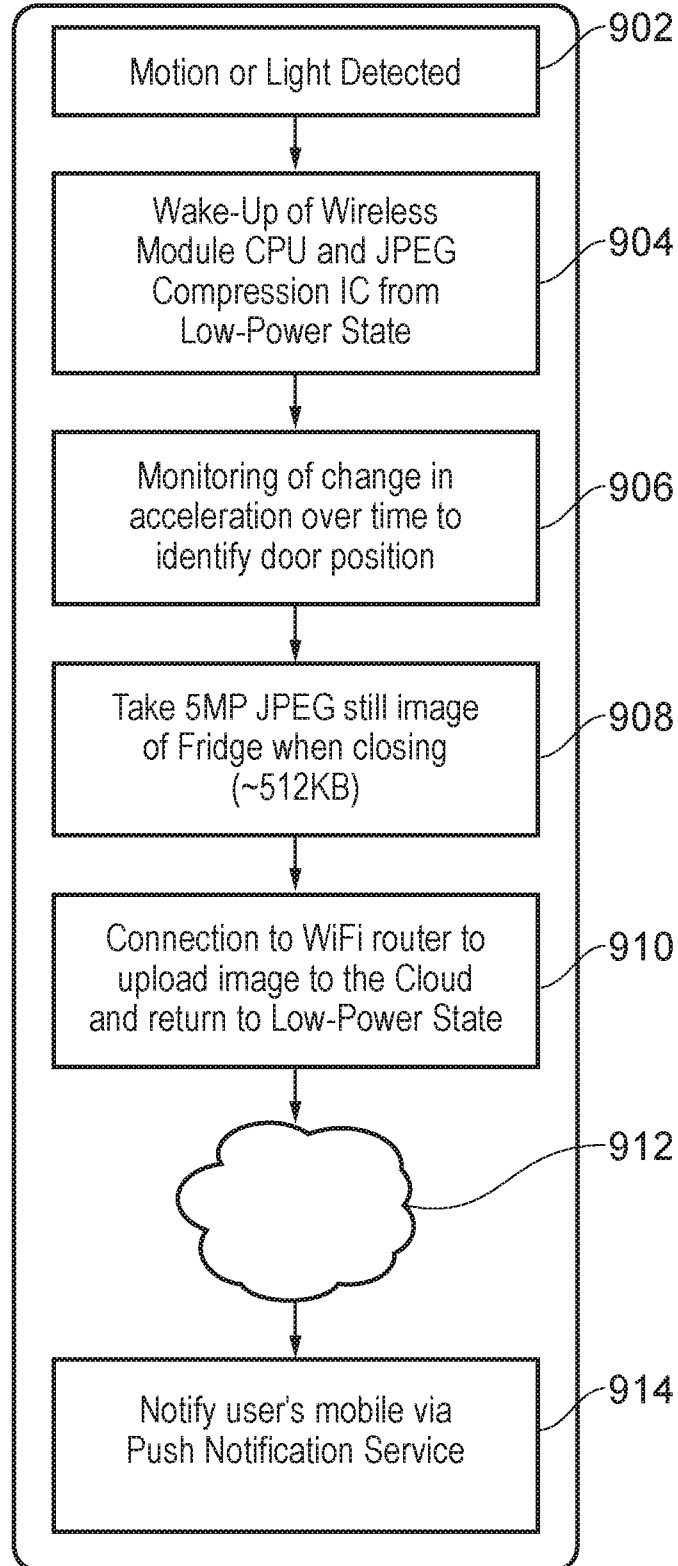 902
Motion or Light Detected
Wake-Up of Wireless
Module CPU and JPEG
Compression IC from
Low-Power State
904
Monitoring of change in
acceleration over time to
identify door position
906
Take 5MP JPEG still image
of Fridge when closing
(~512KB)
908
Connection to WiFi router to
upload image to the Cloud
and return to Low-Power State
910
912
Notify user's mobile via
Push Notification Service
914